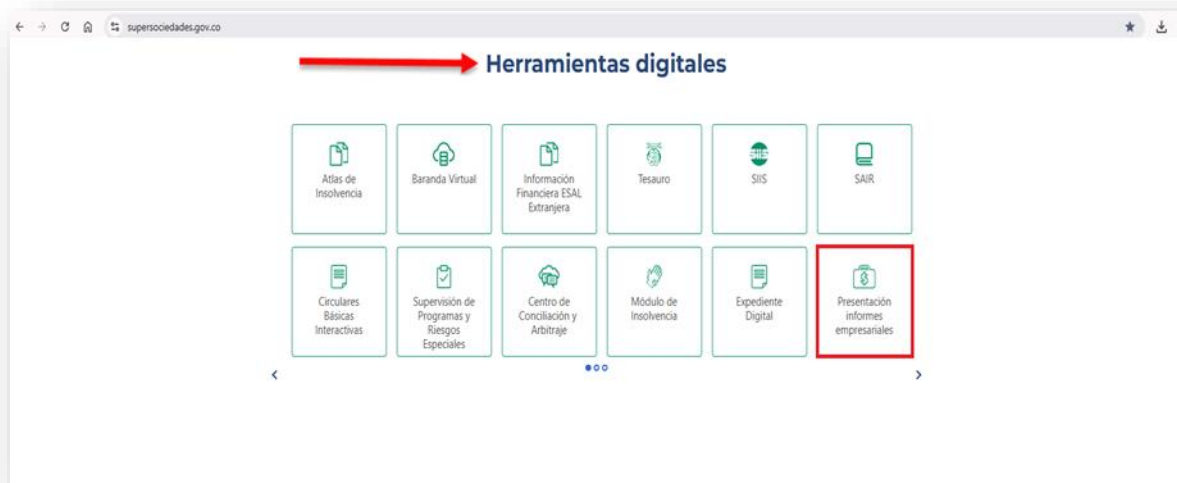 supersociedades.gov.co
Herramientas digitales
Atlas de
Insolvencia
Baranda Virtual
Información
Financiera ESAL
Extranjera
Tesauro
SIIS
SAIR
Circulares
Básicas
Interactivas
Supervisión de
Programas y
Riesgos
Especiales
Centro de
Conciliación y
Arbitraje
Módulo de
Insolvencia
Expediente
Digital
Presentación
informes
empresariales